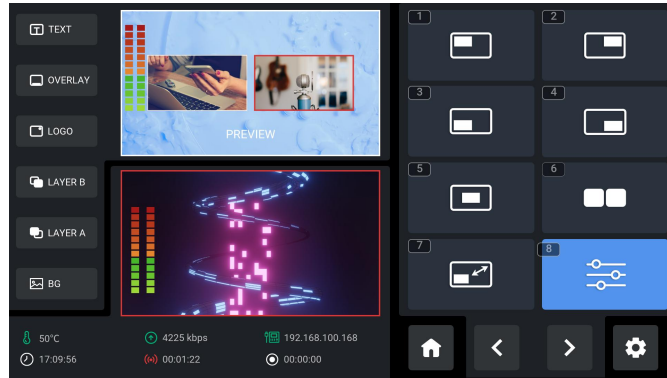 TEXT
OVERLAY
LOGO
LAYER B
LAYER A
BG
PREVIEW
50°C
4225 kbps
192.168.100.168
17:09:56
00:01:22
00:00:00
1
2
3
4
5
6
7
8